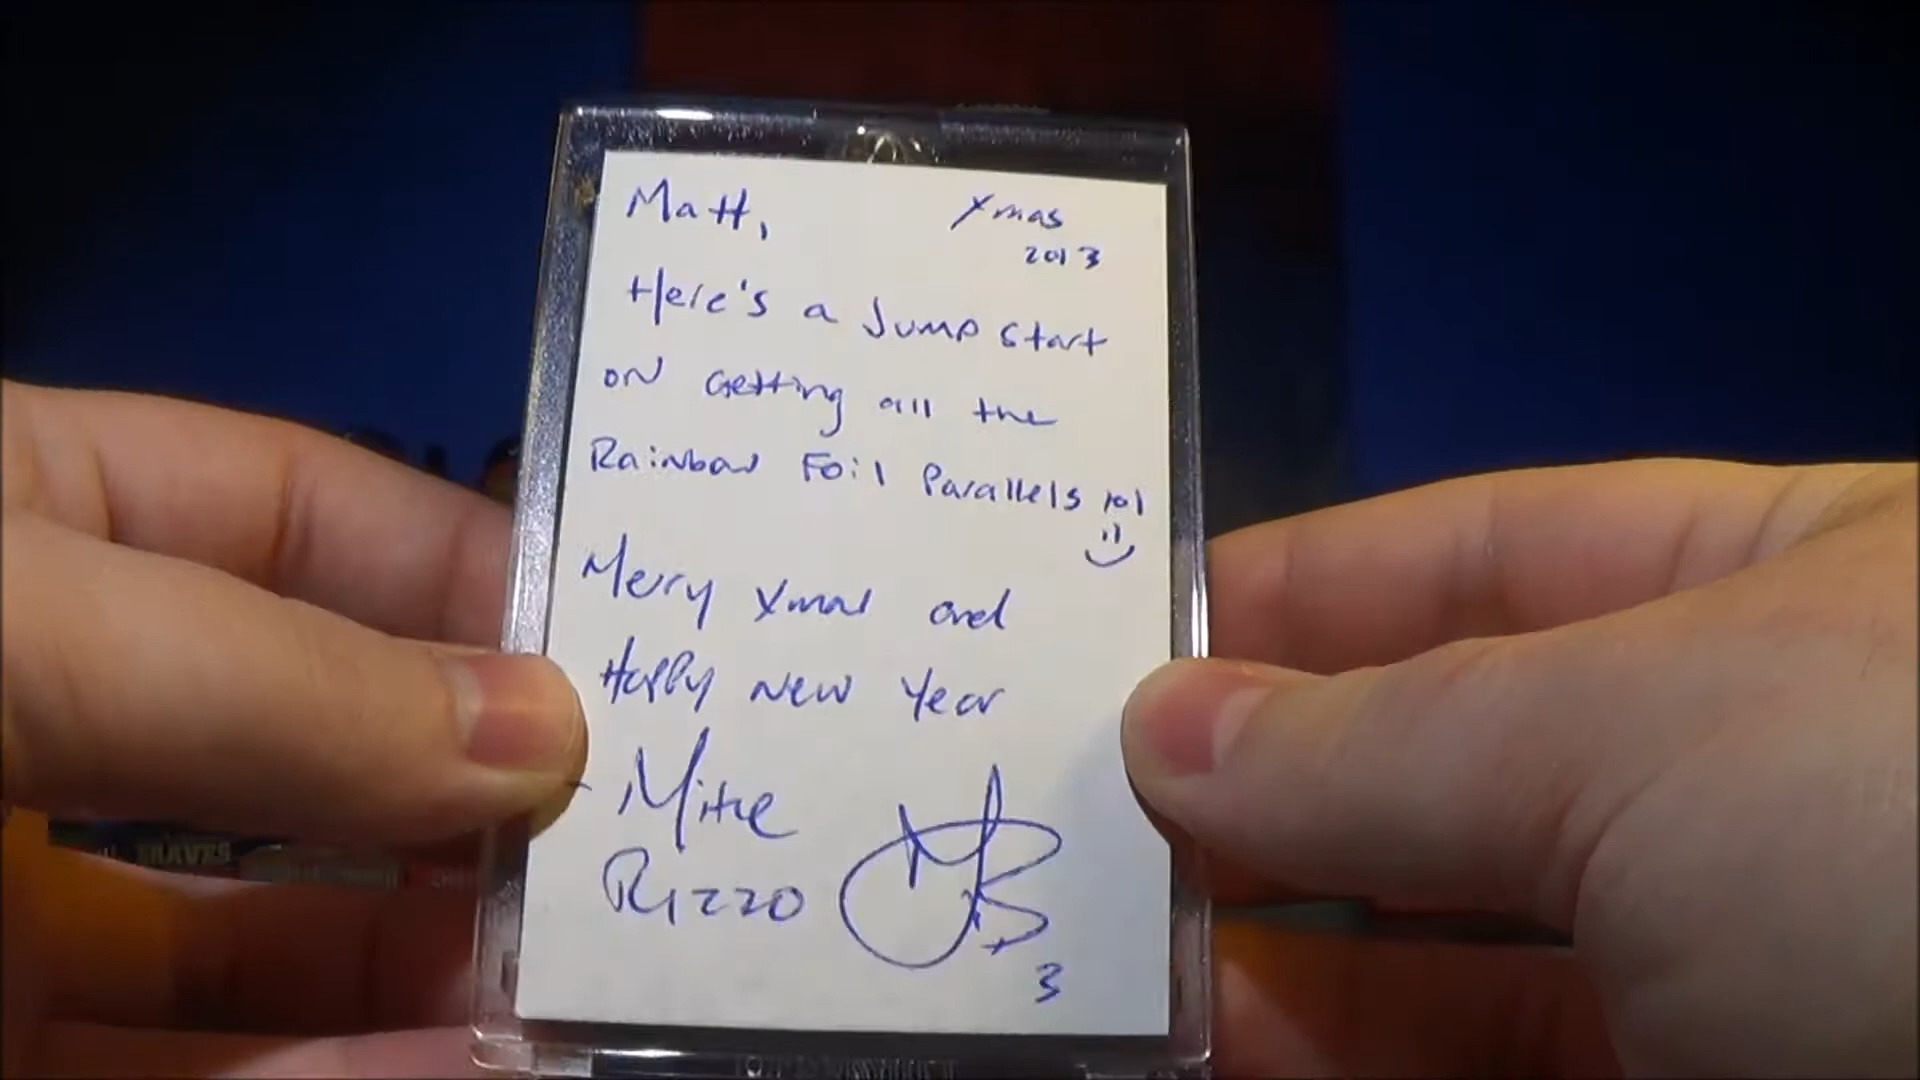 Matt, Xmas
2013
Here's a Jump Start
ON Getting all the
Rainbow Foil Parallels lol
:)
Merry Xmas and
Happy New Year
- Mike
Rizzo
3
BRAVES